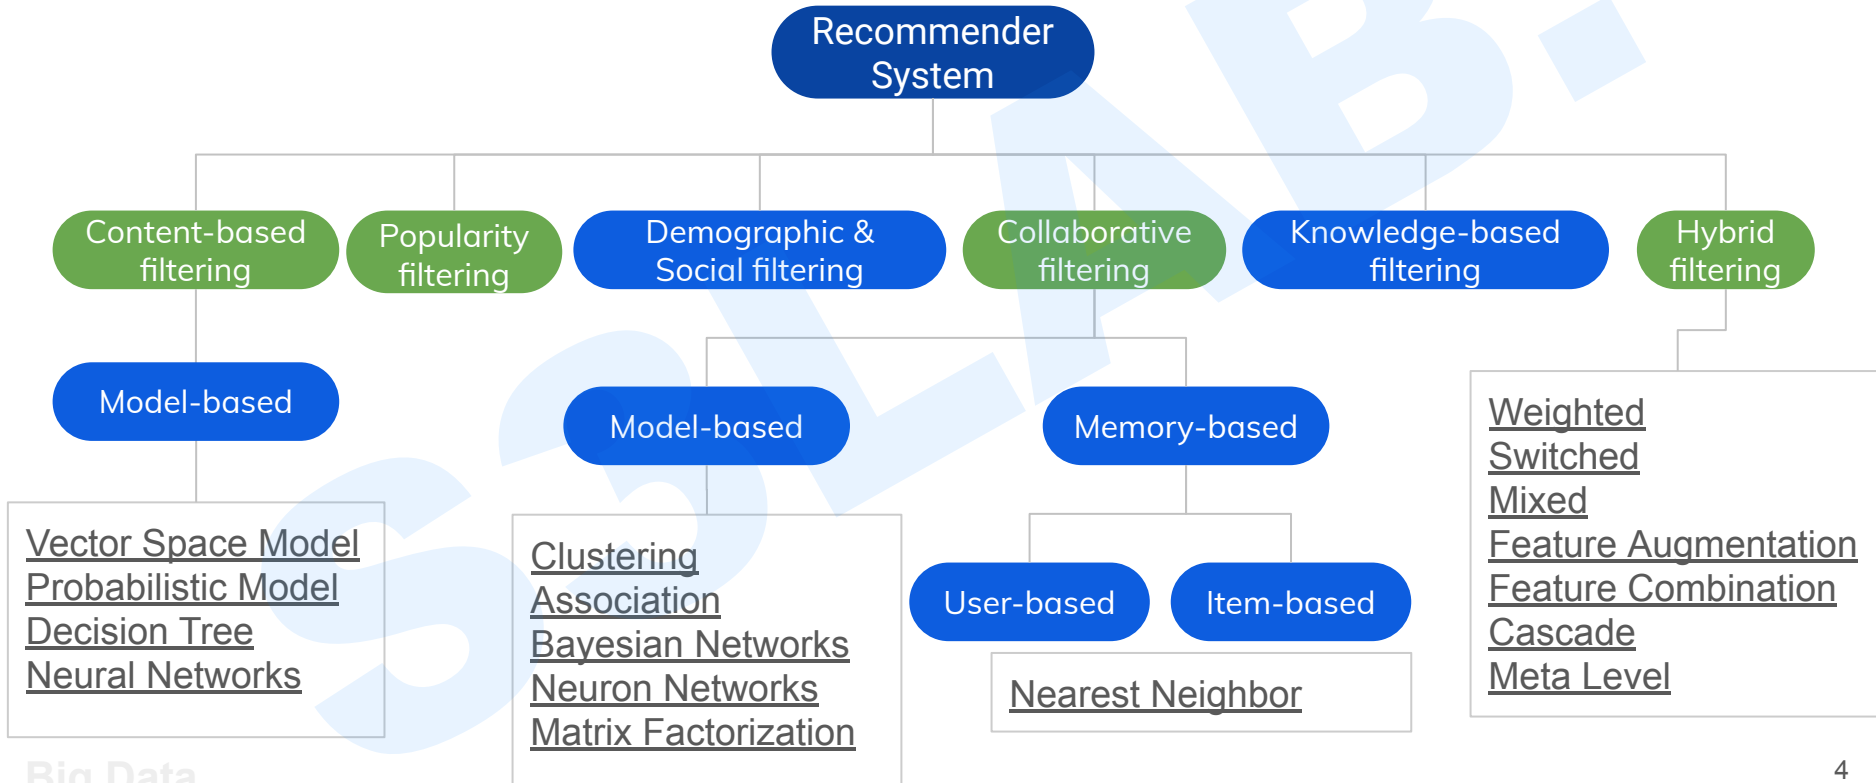 Recommender
System
Content-based
filtering
Popularity
filtering
Demographic &
Social filtering
Collaborative
filtering
Knowledge-based
filtering
Hybrid
filtering
Model-based
Vector Space Model
Probabilistic Model
Decision Tree
Neural Networks
Model-based
Clustering
Association
Bayesian Networks
Neuron Networks
Matrix Factorization
Memory-based
User-based
Item-based
Nearest Neighbor
Weighted
Switched
Mixed
Feature Augmentation
Feature Combination
Cascade
Meta Level
S3LAB.
Big Data
4